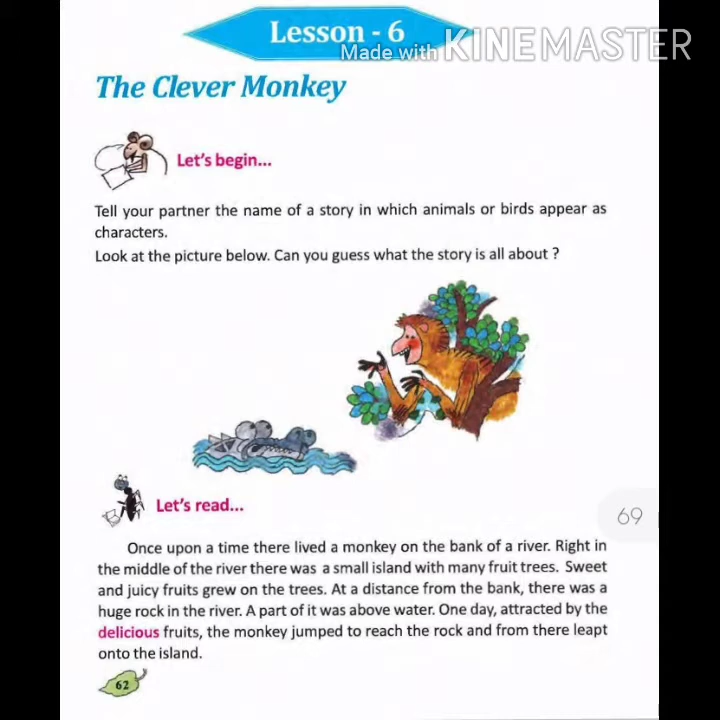 Lesson - 6
Made with KINEMASTER
The Clever Monkey
Let's begin...
Tell your partner the name of a story in which animals or birds appear as
characters.
Look at the picture below. Can you guess what the story is all about ?
Let's read...
69
Once upon a time there lived a monkey on the bank of a river. Right in
the middle of the river there was a small island with many fruit trees. Sweet
and juicy fruits grew on the trees. At a distance from the bank, there was a
huge rock in the river. A part of it was above water. One day, attracted by the
delicious fruits, the monkey jumped to reach the rock and from there leapt
onto the island.
62